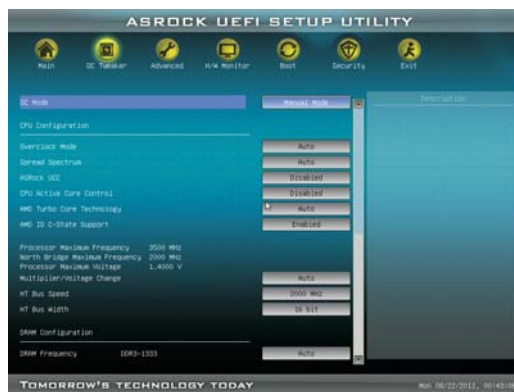 ASROCK UEFI SETUP UTILITY
Main OC Tweaker Advanced H/W Monitor Boot Security Exit
OC Mode Manual Mode
Description
CPU Configuration
Overclock Mode Auto
Spread Spectrum Auto
ASRock UCC Disabled
CPU Active Core Control Disabled
AMD Turbo Core Technology Auto
AMD IO C-State Support Enabled
Processor Maximum Frequency 3500 MHz
North Bridge Maximum Frequency 2000 MHz
Processor Maximum Voltage 1.4000 V
Multiplier/Voltage Change Auto
HT Bus Speed 2000 MHz
HT Bus Width 16 bit
DRAM Configuration
DRAM Frequency DDR3-1333 Auto
TOMORROW'S TECHNOLOGY TODAY
Mon 08/22/2011,